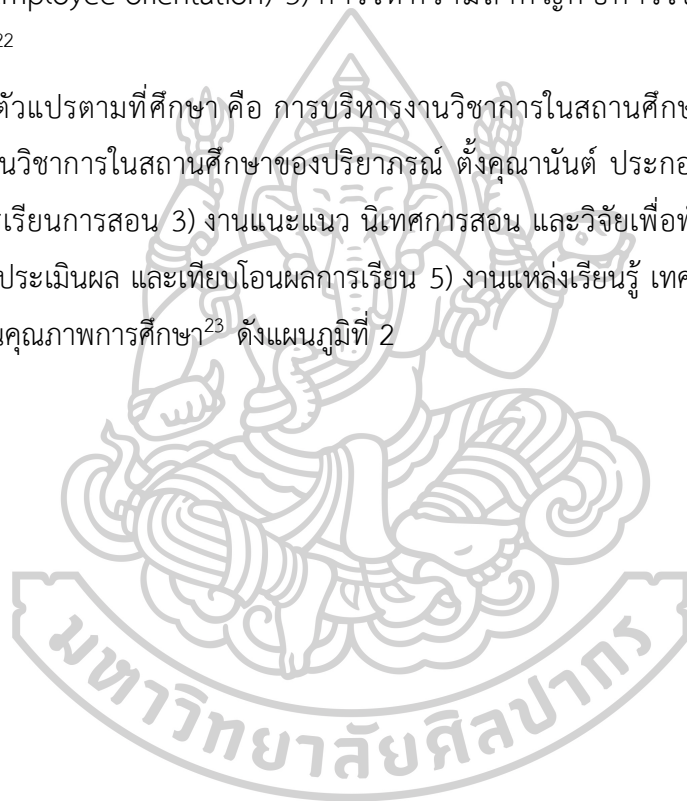 employee orientation) 3) การให้ความสำคัญกับการ
22
ตัวแปรตามที่ศึกษา คือ การบริหารงานวิชาการในสถานศึก
นวิชาการในสถานศึกษาของปริยาภรณ์ ตั้งคุณานันต์ ประกอ
รเรียนการสอน 3) งานแนะแนว นิเทศการสอน และวิจัยเพื่อ
ประเมินผล และเทียบโอนผลการเรียน 5) งานแหล่งเรียนรู้ เทค
นคุณภาพการศึกษา23 ดังแผนภูมิที่ 2
มหาวิทยาลัยศิลปากร